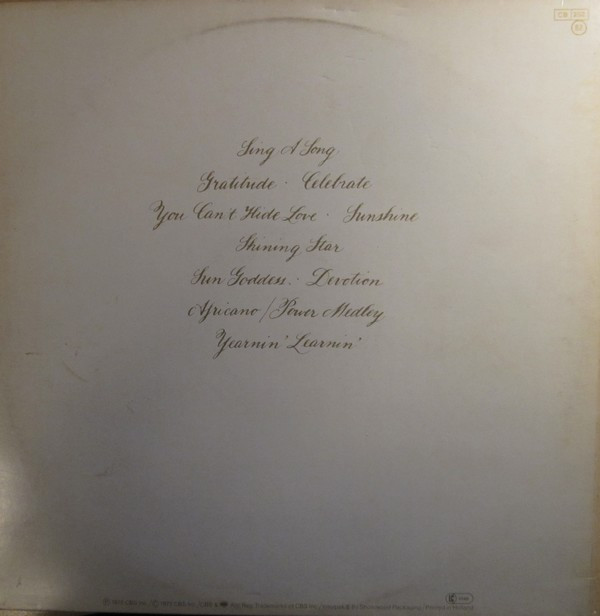 Sing A Song
Gratitude · Celebrate
You Can't Hide Love · Sunshine
Shining Star
Sun Goddess · Devotion
Africano / Power Medley
Yearnin' Learnin'